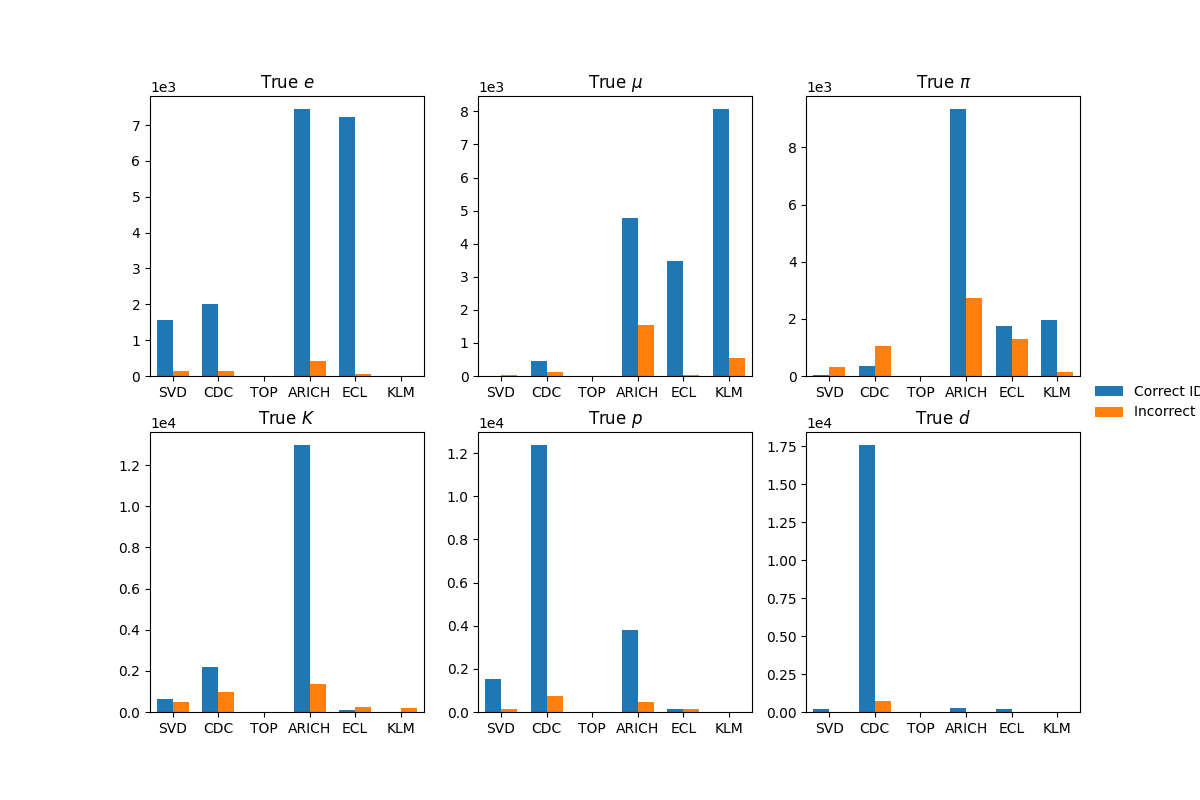 True e
1e3
7
6
5
4
3
2
1
0
SVD CDC TOP ARICH ECL KLM
True μ
1e3
8
7
6
5
4
3
2
1
0
SVD CDC TOP ARICH ECL KLM
True π
1e3
8
6
4
2
0
SVD CDC TOP ARICH ECL KLM
True K
1e4
1.2
1.0
0.8
0.6
0.4
0.2
0.0
SVD CDC TOP ARICH ECL KLM
True p
1e4
1.2
1.0
0.8
0.6
0.4
0.2
0.0
SVD CDC TOP ARICH ECL KLM
True d
1e4
1.75
1.50
1.25
1.00
0.75
0.50
0.25
0.00
SVD CDC TOP ARICH ECL KLM
Correct
Incorrect